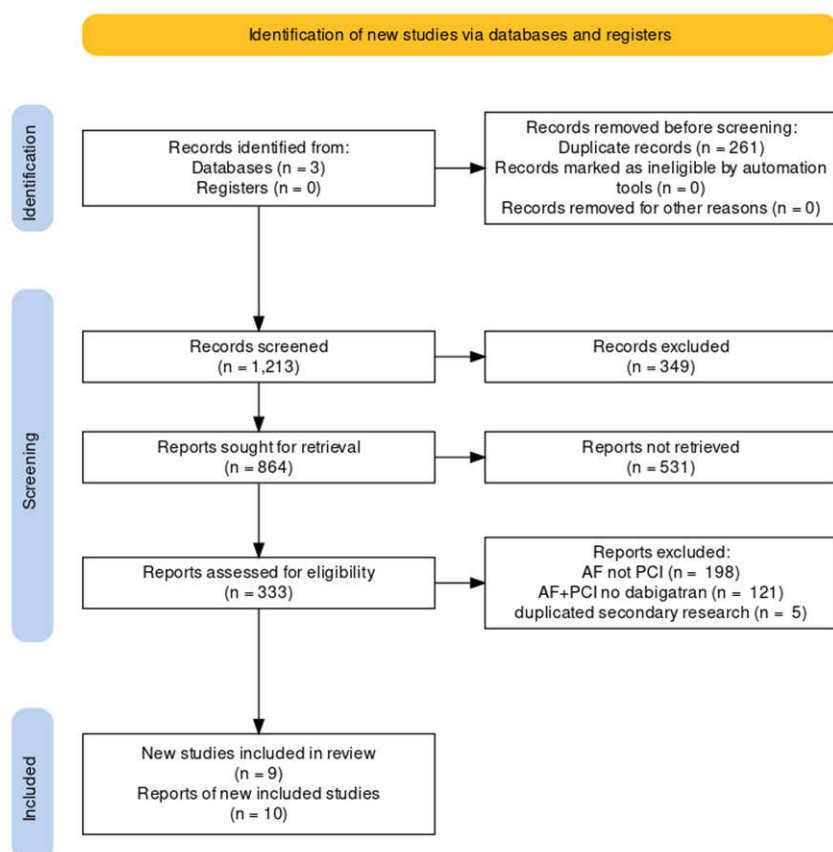 Identification of new studies via databases and registers
Identification
Records identified from:
Databases (n = 3)
Registers (n = 0)
Records removed before screening:
Duplicate records (n = 261)
Records marked as ineligible by automation
tools (n = 0)
Records removed for other reasons (n = 0)
Screening
Records screened
(n = 1,213)
Records excluded
(n = 349)
Reports sought for retrieval
(n = 864)
Reports not retrieved
(n = 531)
Reports assessed for eligibility
(n = 333)
Reports excluded:
AF not PCI (n = 198)
AF+PCI no dabigatran (n = 121)
duplicated secondary research (n = 5)
Included
New studies included in review
(n = 9)
Reports of new included studies
(n = 10)